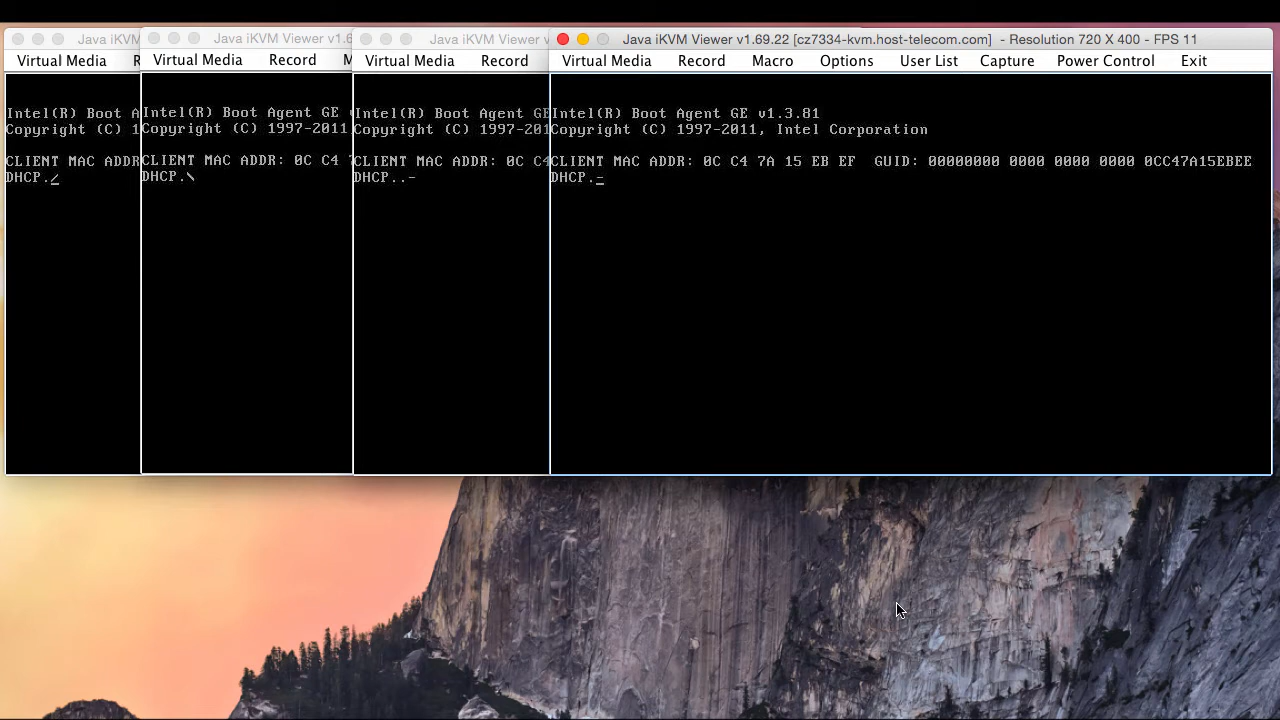 Java iKVM
Virtual Media R
Intel(R) Boot A
Copyright (C) 1
CLIENT MAC ADDR
DHCP./
Java iKVM Viewer v1.6
Virtual Media Record M
Intel(R) Boot Agent GE
Copyright (C) 1997-2011
CLIENT MAC ADDR: 0C C4 7
DHCP.\
Java iKVM Viewer v
Virtual Media Record
Intel(R) Boot Agent GE
Copyright (C) 1997-201
CLIENT MAC ADDR: 0C C4
DHCP..-
Java iKVM Viewer v1.69.22 [cz7334-kvm.host-telecom.com] - Resolution 720 X 400 - FPS 11
Virtual Media Record Macro Options User List Capture Power Control Exit
Intel(R) Boot Agent GE v1.3.81
Copyright (C) 1997-2011, Intel Corporation
CLIENT MAC ADDR: 0C C4 7A 15 EB EF GUID: 00000000 0000 0000 0000 0CC47A15EBEE
DHCP.-